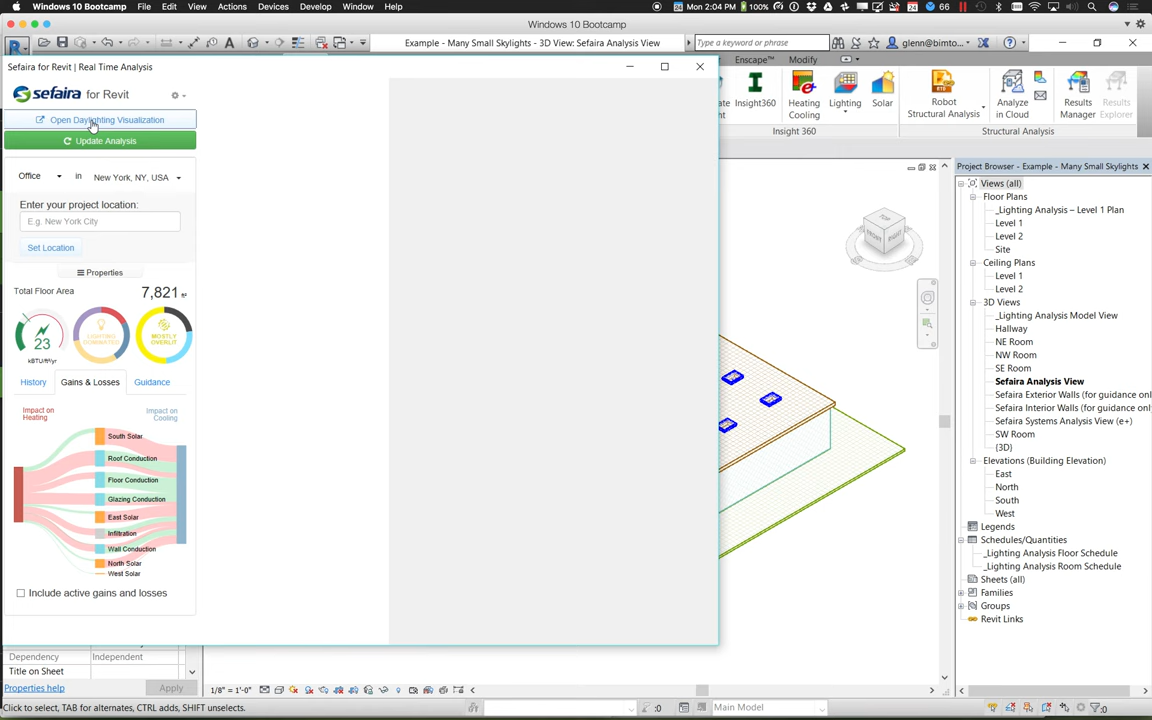 Windows 10 Bootcamp File Edit View Actions Devices Develop Window Help
24 Mon 2:04 PM 100% 24 66
Windows 10 Bootcamp
Example - Many Small Skylights - 3D View: Sefaira Analysis View
Type a keyword or phrase
glenn@bimto...
Sefaira for Revit | Real Time Analysis
Enscape™ Modify
sefaira for Revit
Open Daylighting Visualization
Update Analysis
Insight360
Heating Cooling
Lighting
Solar
Robot Structural Analysis
Analyze in Cloud
Results Manager
Results Explorer
Insight 360
Structural Analysis
Office in New York, NY, USA
Enter your project location:
E.g. New York City
Set Location
Properties
Total Floor Area 7,821 ft²
23
kBTU/ft²/yr
LIGHTING DOMINATED
MOSTLY OVERLIT
History Gains & Losses Guidance
Impact on Heating
Impact on Cooling
South Solar
Roof Conduction
Floor Conduction
Glazing Conduction
East Solar
Infiltration
Wall Conduction
North Solar
West Solar
Include active gains and losses
TOP
FRONT
RIGHT
Project Browser - Example - Many Small Skylights
Views (all)
Floor Plans
_Lighting Analysis – Level 1 Plan
Level 1
Level 2
Site
Ceiling Plans
Level 1
Level 2
3D Views
_Lighting Analysis Model View
Hallway
NE Room
NW Room
SE Room
Sefaira Analysis View
Sefaira Exterior Walls (for guidance onl
Sefaira Interior Walls (for guidance onl
Sefaira Systems Analysis View (e+)
SW Room
{3D}
Elevations (Building Elevation)
East
North
South
West
Legends
Schedules/Quantities
_Lighting Analysis Floor Schedule
_Lighting Analysis Room Schedule
Sheets (all)
Families
Groups
Revit Links
Dependency Independent
Title on Sheet
Properties help Apply
1/8" = 1'-0"
Click to select, TAB for alternates, CTRL adds, SHIFT unselects.
:0
Main Model
:0